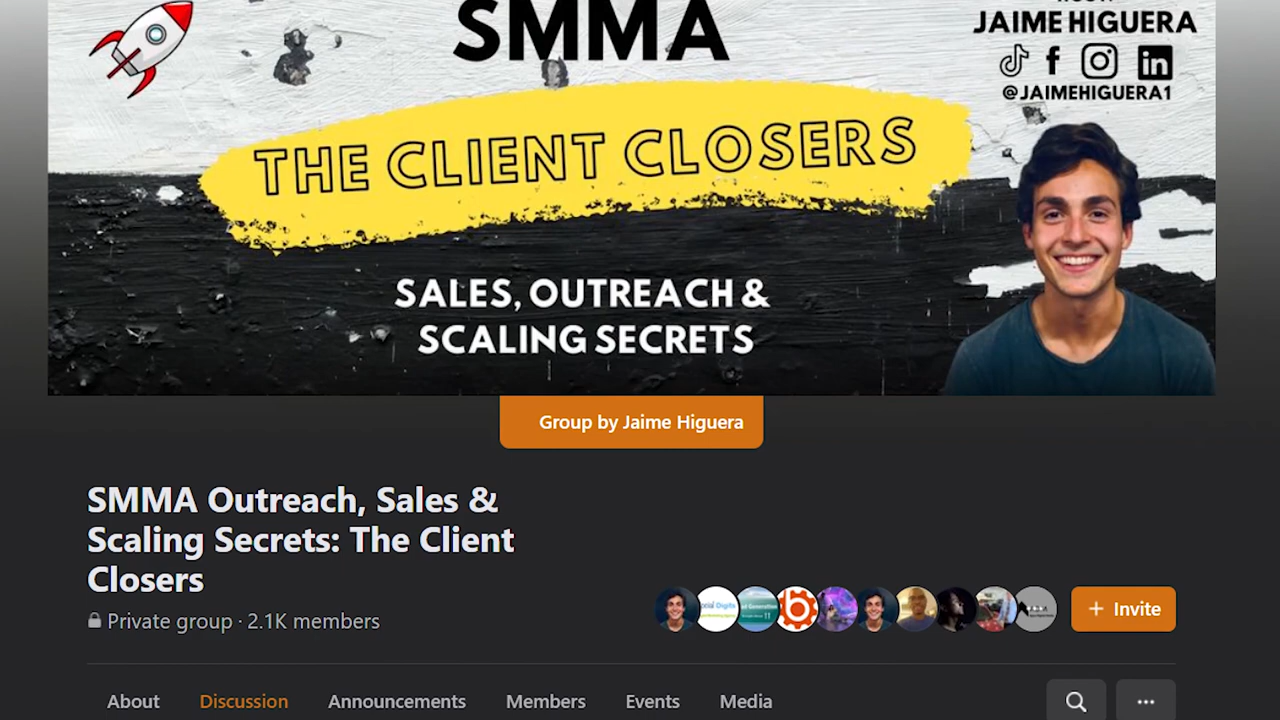 SMMA
JAIME HIGUERA
@JAIMEHIGUERA1
THE CLIENT CLOSERS
SALES, OUTREACH &
SCALING SECRETS
Group by Jaime Higuera
SMMA Outreach, Sales &
Scaling Secrets: The Client
Closers
Private group · 2.1K members
+ Invite
About Discussion Announcements Members Events Media